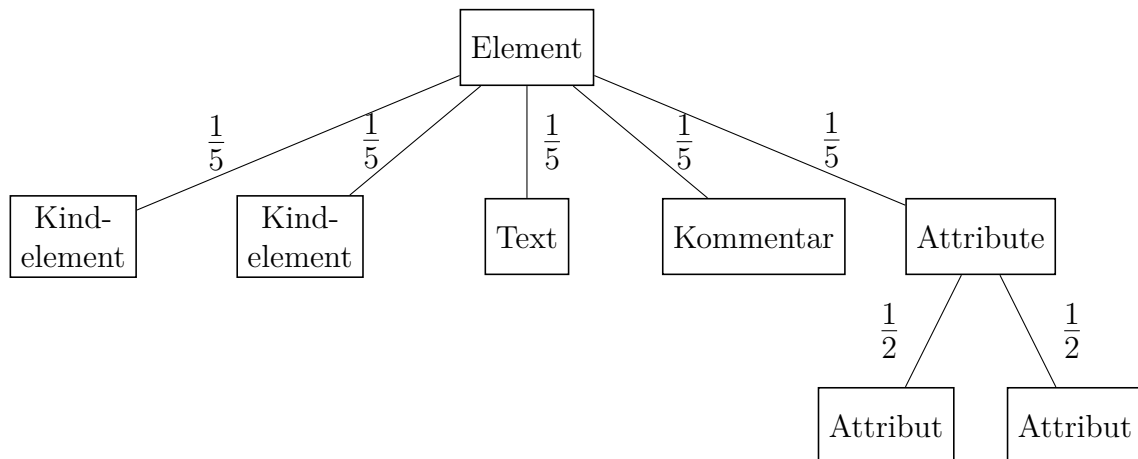 Element
1/5 1/5 1/5 1/5 1/5
Kind-
element
Kind-
element
Text
Kommentar
Attribute
1/2 1/2
Attribut
Attribut